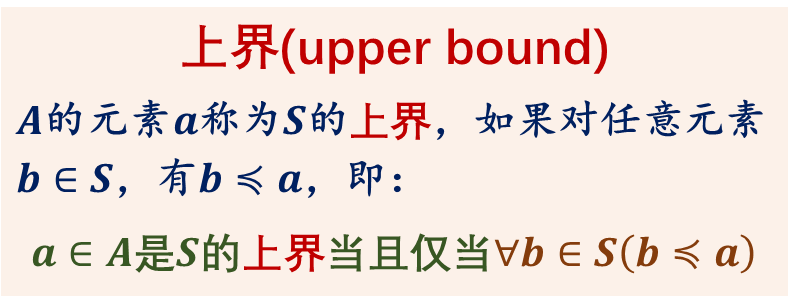 上界(upper bound)
A的元素a称为S的上界，如果对任意元素
b ∈ S，有b ≼ a，即：
a ∈ A是S的上界当且仅当∀b ∈ S(b ≼ a)